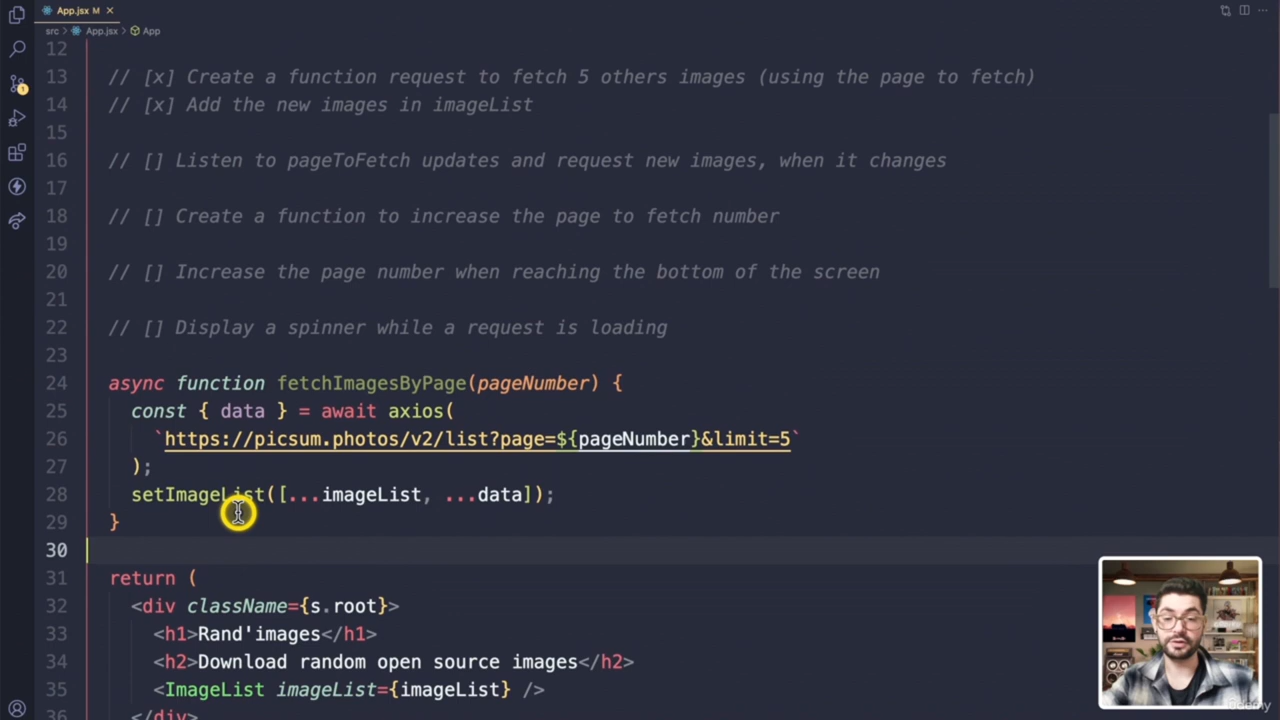 App.jsx M ×
src > App.jsx > App
12
13 // [x] Create a function request to fetch 5 others images (using the page to fetch)
14 // [x] Add the new images in imageList
15
16 // [] Listen to pageToFetch updates and request new images, when it changes
17
18 // [] Create a function to increase the page to fetch number
19
20 // [] Increase the page number when reaching the bottom of the screen
21
22 // [] Display a spinner while a request is loading
23
24 async function fetchImagesByPage(pageNumber) {
25 const { data } = await axios(
26 `https://picsum.photos/v2/list?page=${pageNumber}&limit=5`
27 );
28 setImageList([...imageList, ...data]);
29 }
30
31 return (
32 <div className={s.root}>
33 <h1>Rand'images</h1>
34 <h2>Download random open source images</h2>
35 <ImageList imageList={imageList} />
36 </div>
1
Udemy